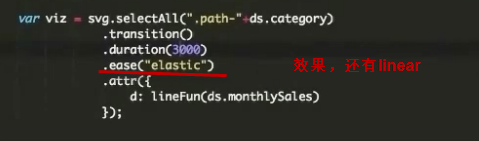 var viz = svg.selectAll(".path-"+ds.category)
.transition()
.duration(3000)
.ease("elastic")
效果，还有linear
.attr({
d: lineFun(ds.monthlySales)
});